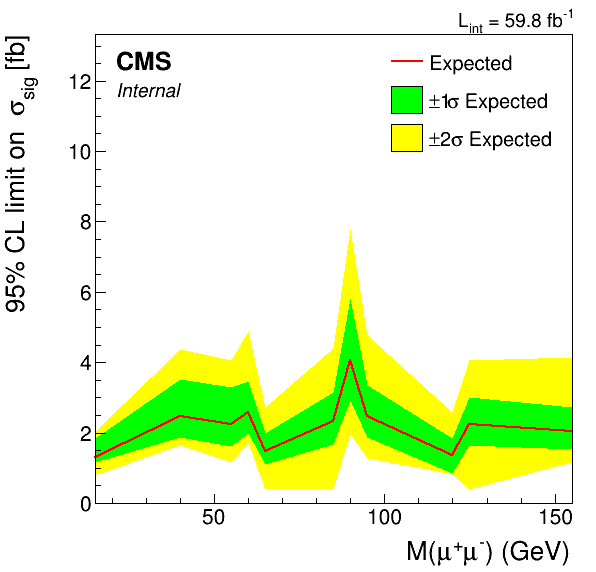 L_int = 59.8 fb^-1
95% CL limit on σ_sig [fb]
CMS
Internal
Expected
±1σ Expected
±2σ Expected
12
10
8
6
4
2
0
50
100
150
M(μ⁺μ⁻) (GeV)